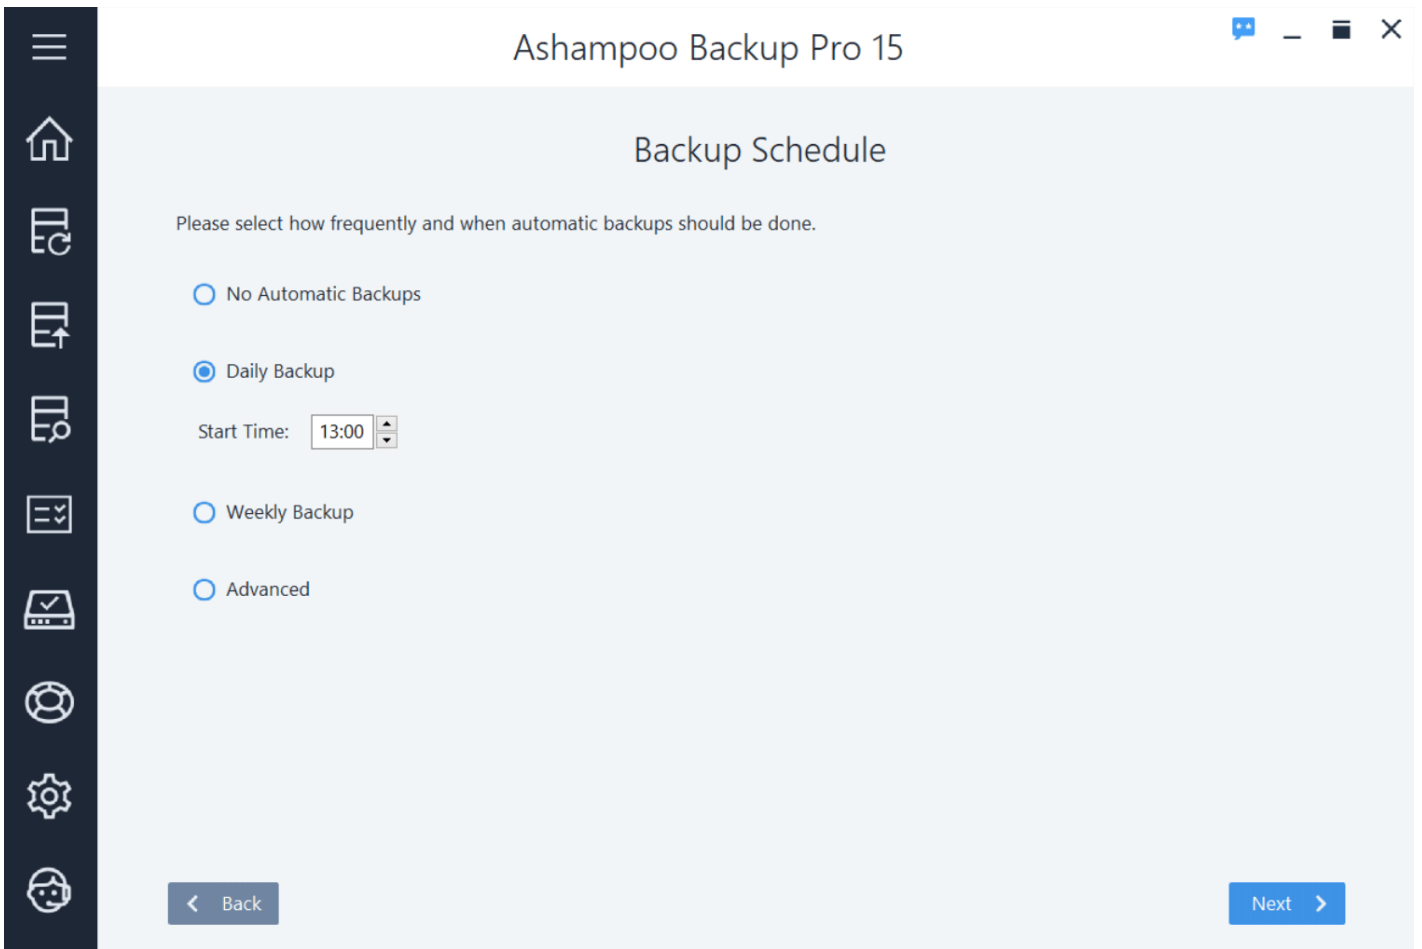 Ashampoo Backup Pro 15
Backup Schedule
Please select how frequently and when automatic backups should be done.
No Automatic Backups
Daily Backup
Start Time: 13:00
Weekly Backup
Advanced
Back
Next